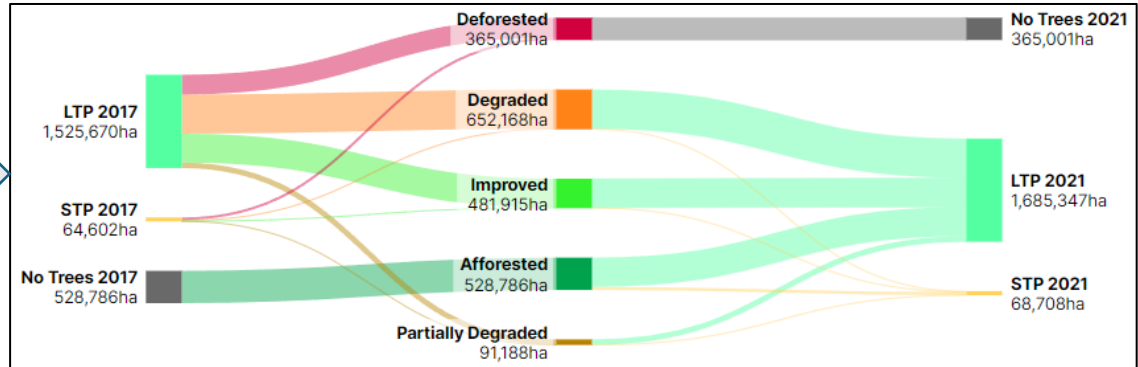 LTP 2017
1,525,670ha
STP 2017
64,602ha
No Trees 2017
528,786ha
Deforested
365,001ha
Degraded
652,168ha
Improved
481,915ha
Afforested
528,786ha
Partially Degraded
91,188ha
No Trees 2021
365,001ha
LTP 2021
1,685,347ha
STP 2021
68,708ha